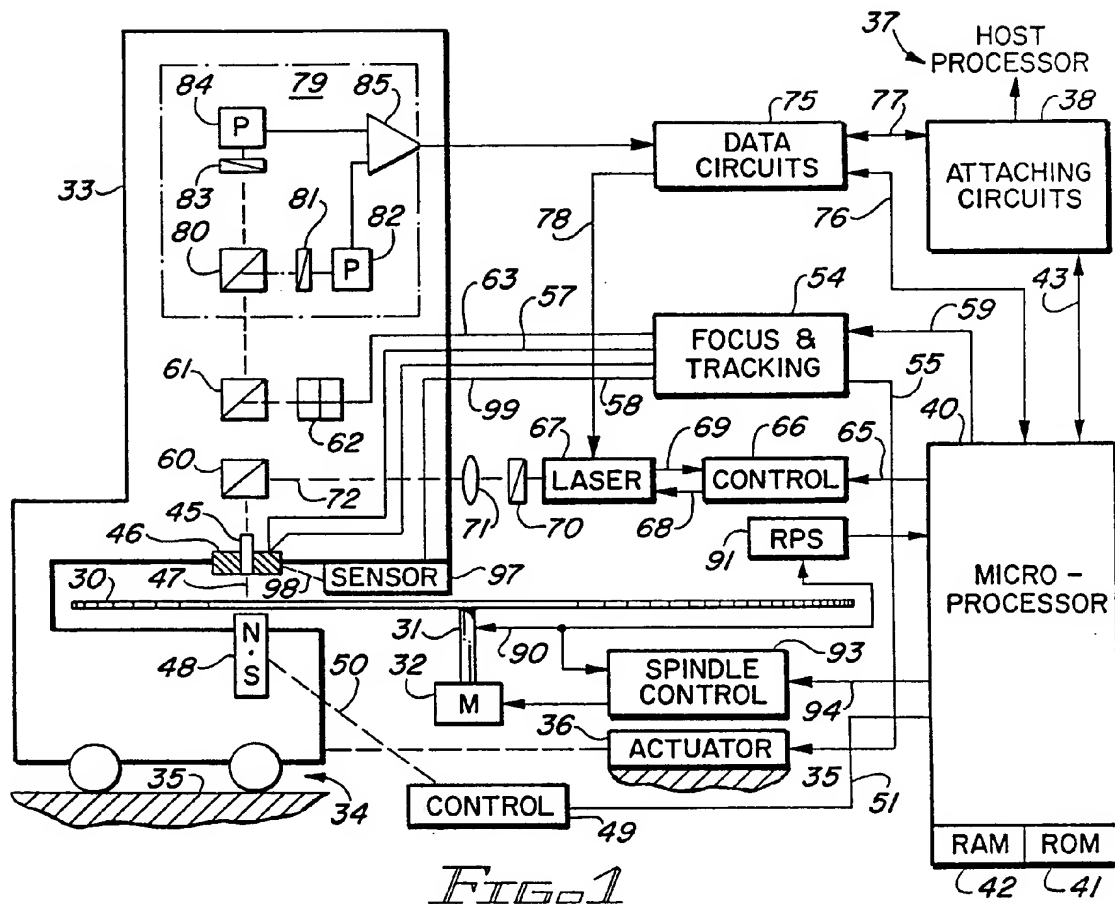 37
HOST
PROCESSOR
79
85
84
P
75
77
38
DATA
CIRCUITS
ATTACHING
CIRCUITS
33
83
81
82
80
P
78
76
63
57
54
43
59
FOCUS &
TRACKING
61
62
99
58
55
40
67
69
66
65
60
72
LASER
CONTROL
71
70
68
45
46
91
RPS
47
98
SENSOR
97
30
MICRO-
PROCESSOR
N
S
48
31
90
93
50
32
M
SPINDLE
CONTROL
94
36
ACTUATOR
35
35
34
CONTROL
49
51
RAM
ROM
42
41
FIG. 1